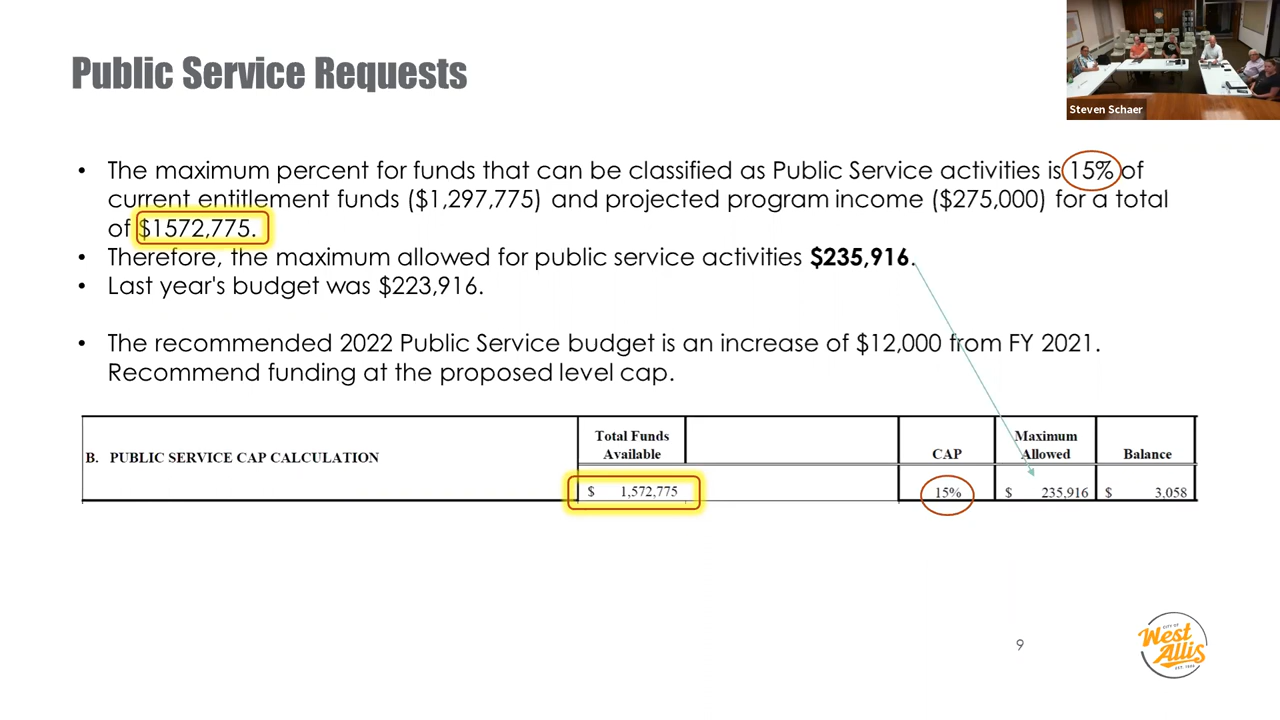 Public Service Requests
Steven Schaer
• The maximum percent for funds that can be classified as Public Service activities is 15% of
current entitlement funds ($1,297,775) and projected program income ($275,000) for a total
of $1572,775.
• Therefore, the maximum allowed for public service activities $235,916.
• Last year's budget was $223,916.
• The recommended 2022 Public Service budget is an increase of $12,000 from FY 2021.
Recommend funding at the proposed level cap.
Total Funds Maximum
B. PUBLIC SERVICE CAP CALCULATION Available CAP Allowed Balance
$ 1,572,775 15% $ 235,916 $ 3,058
9
CITY OF
West
Allis
EST. 1906